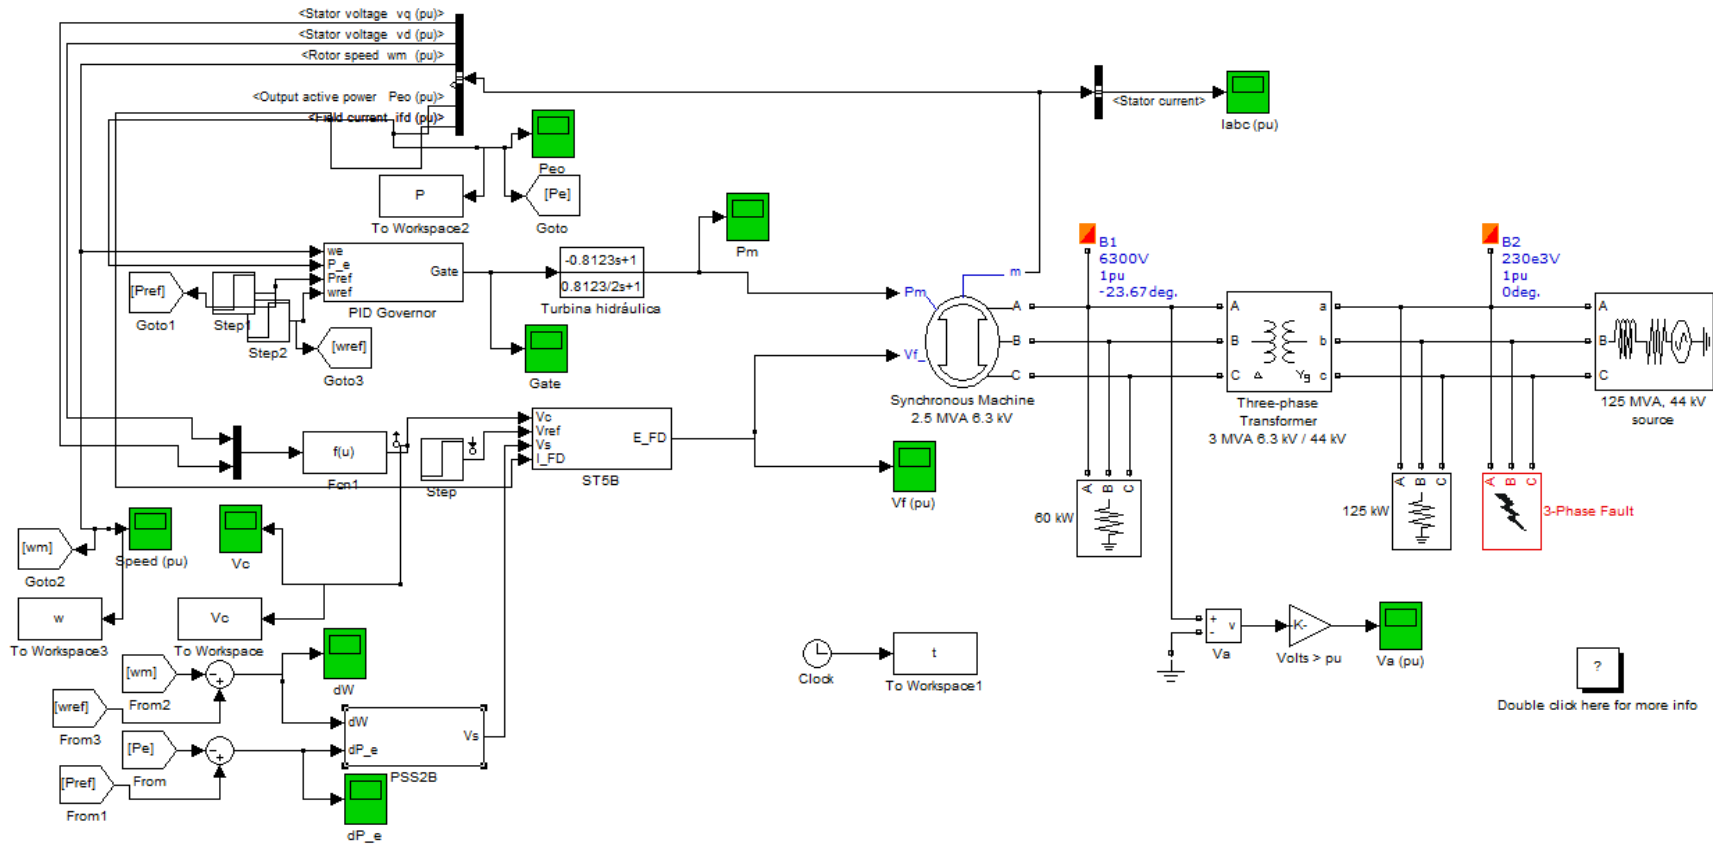 <Stator voltage vq (pu)>
<Stator voltage vd (pu)>
<Rotor speed wm (pu)>
<Output active power Peo (pu)>
<Field current ifd (pu)>
<Stator current>
Iabc (pu)
Peo
P
To Workspace2
[Pe]
Goto
Pm
we
P_e
Pref
wref
Gate
PID Governor
-0.8123s+1
0.8123/2s+1
Turbina hidráulica
[Pref]
Goto1
Step1
Step2
[wref]
Goto3
Gate
Pm
Vf_
m
A
B
C
Synchronous Machine
2.5 MVA 6.3 kV
B1
6300V
1pu
-23.67deg.
A
B
C
a
b
c
Δ
Yg
Three-phase
Transformer
3 MVA 6.3 kV / 44 kV
B2
230e3V
1pu
0deg.
A
B
C
125 MVA, 44 kV
source
f(u)
Fcn1
Step
Vc
Vref
Vs
I_FD
E_FD
ST5B
Vf (pu)
A B C
60 kW
A B C
125 kW
A B C
3-Phase Fault
[wm]
Goto2
Speed (pu)
Vc
w
To Workspace3
Vc
To Workspace
dW
[wm]
From2
[wref]
From3
[Pe]
From
[Pref]
From1
- +
- +
dW
dP_e
Vs
PSS2B
dP_e
Clock
t
To Workspace1
+
-
v
Va
K-
Volts > pu
Va (pu)
?
Double click here for more info